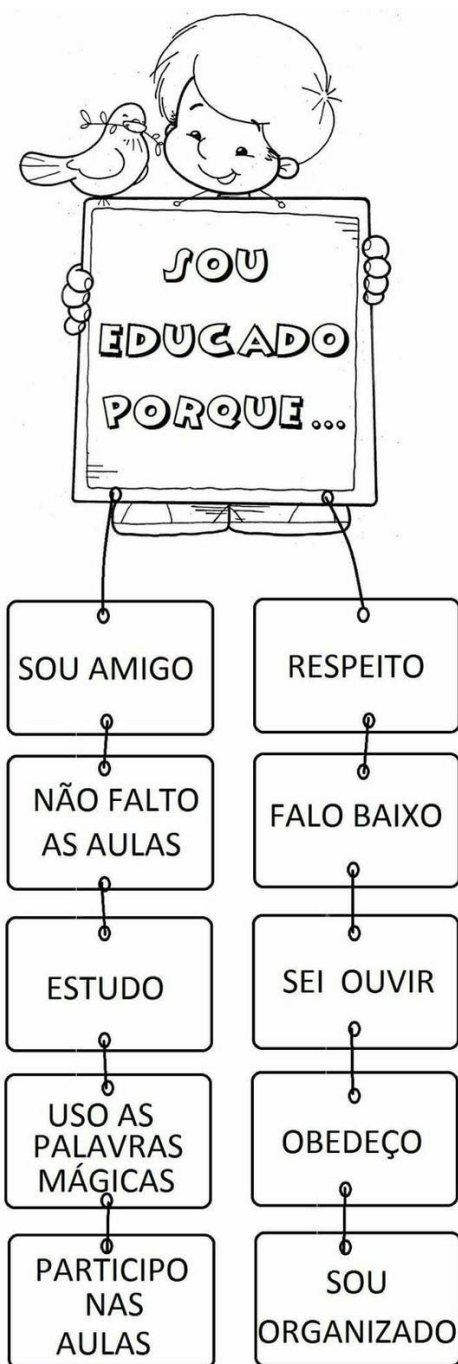 SOU
EDUCADO
PORQUE...
SOU AMIGO
NÃO FALTO
AS AULAS
ESTUDO
USO AS
PALAVRAS
MÁGICAS
PARTICIPO
NAS
AULAS
RESPEITO
FALO BAIXO
SEI OUVIR
OBEDEÇO
SOU
ORGANIZADO